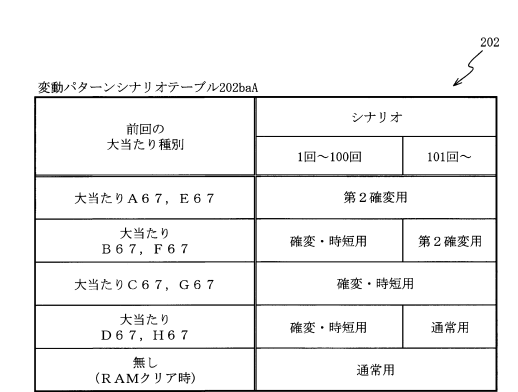 202
変動パターンシナリオテーブル202baA
前回の
大当たり種別
シナリオ
1回～100回
101回～
大当たりA67，E67
第２確変用
大当たり
B67，F67
確変・時短用
第２確変用
大当たりC67，G67
確変・時短用
大当たり
D67，H67
確変・時短用
通常用
無し
（RAMクリア時）
通常用